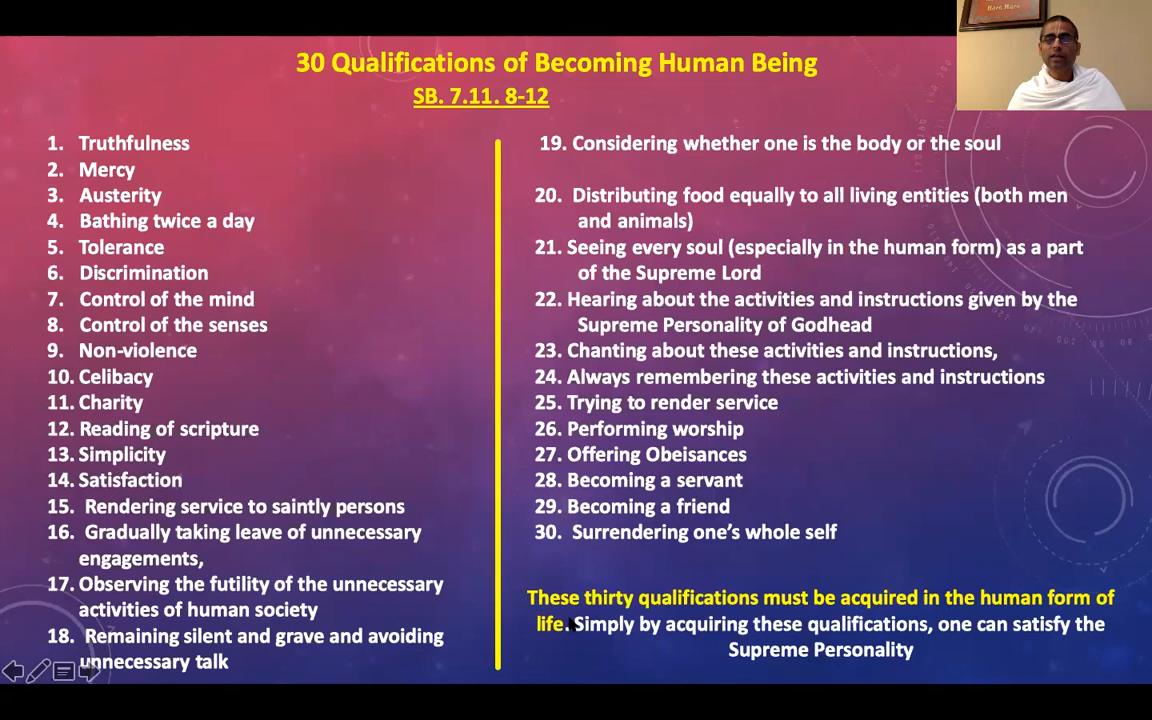 Hare Hare
30 Qualifications of Becoming Human Being
SB. 7.11. 8-12
1. Truthfulness
2. Mercy
3. Austerity
4. Bathing twice a day
5. Tolerance
6. Discrimination
7. Control of the mind
8. Control of the senses
9. Non-violence
10. Celibacy
11. Charity
12. Reading of scripture
13. Simplicity
14. Satisfaction
15. Rendering service to saintly persons
16. Gradually taking leave of unnecessary
engagements,
17. Observing the futility of the unnecessary
activities of human society
18. Remaining silent and grave and avoiding
unnecessary talk
19. Considering whether one is the body or the soul
20. Distributing food equally to all living entities (both men
and animals)
21. Seeing every soul (especially in the human form) as a part
of the Supreme Lord
22. Hearing about the activities and instructions given by the
Supreme Personality of Godhead
23. Chanting about these activities and instructions,
24. Always remembering these activities and instructions
25. Trying to render service
26. Performing worship
27. Offering Obeisances
28. Becoming a servant
29. Becoming a friend
30. Surrendering one's whole self
These thirty qualifications must be acquired in the human form of
life. Simply by acquiring these qualifications, one can satisfy the
Supreme Personality